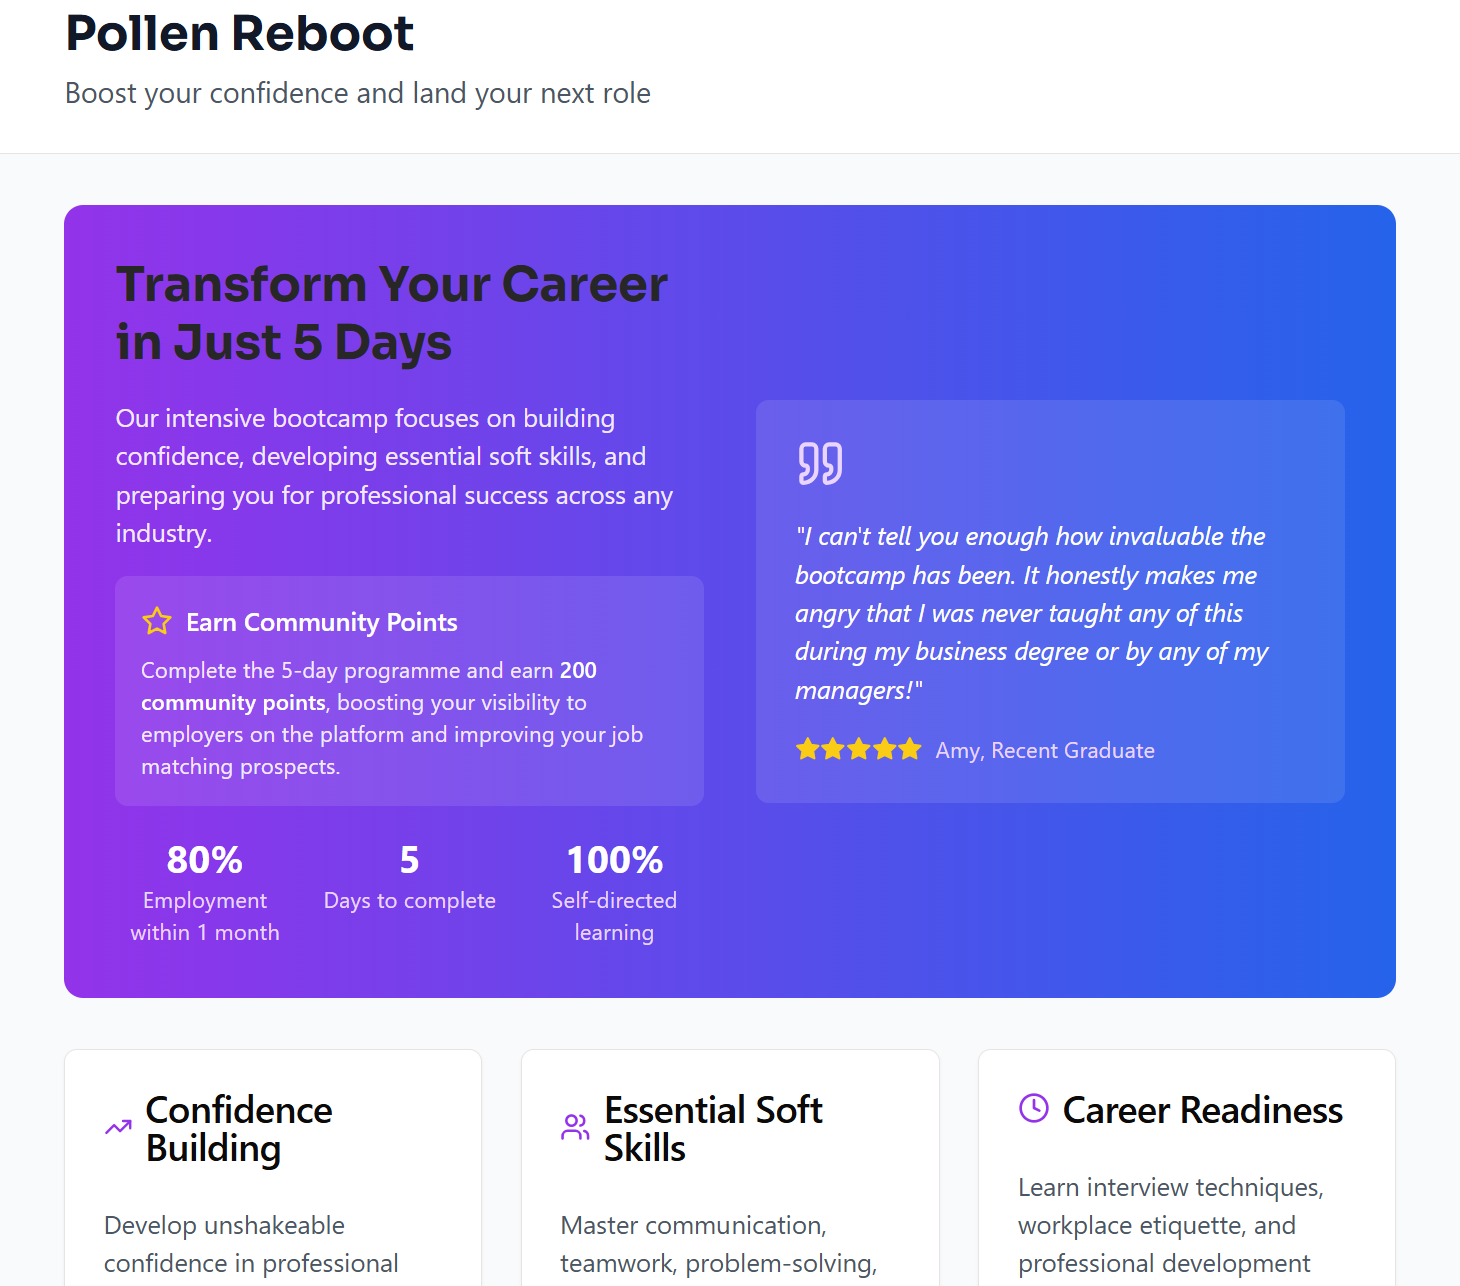 Pollen Reboot
Boost your confidence and land your next role
Transform Your Career
in Just 5 Days
Our intensive bootcamp focuses on building
confidence, developing essential soft skills, and
preparing you for professional success across any
industry.
Earn Community Points
Complete the 5-day programme and earn 200
community points, boosting your visibility to
employers on the platform and improving your job
matching prospects.
80%
Employment
within 1 month
5
Days to complete
100%
Self-directed
learning
"I can't tell you enough how invaluable the
bootcamp has been. It honestly makes me
angry that I was never taught any of this
during my business degree or by any of my
managers!"
Amy, Recent Graduate
Confidence
Building
Develop unshakeable
confidence in professional
Essential Soft
Skills
Master communication,
teamwork, problem-solving,
Career Readiness
Learn interview techniques,
workplace etiquette, and
professional development